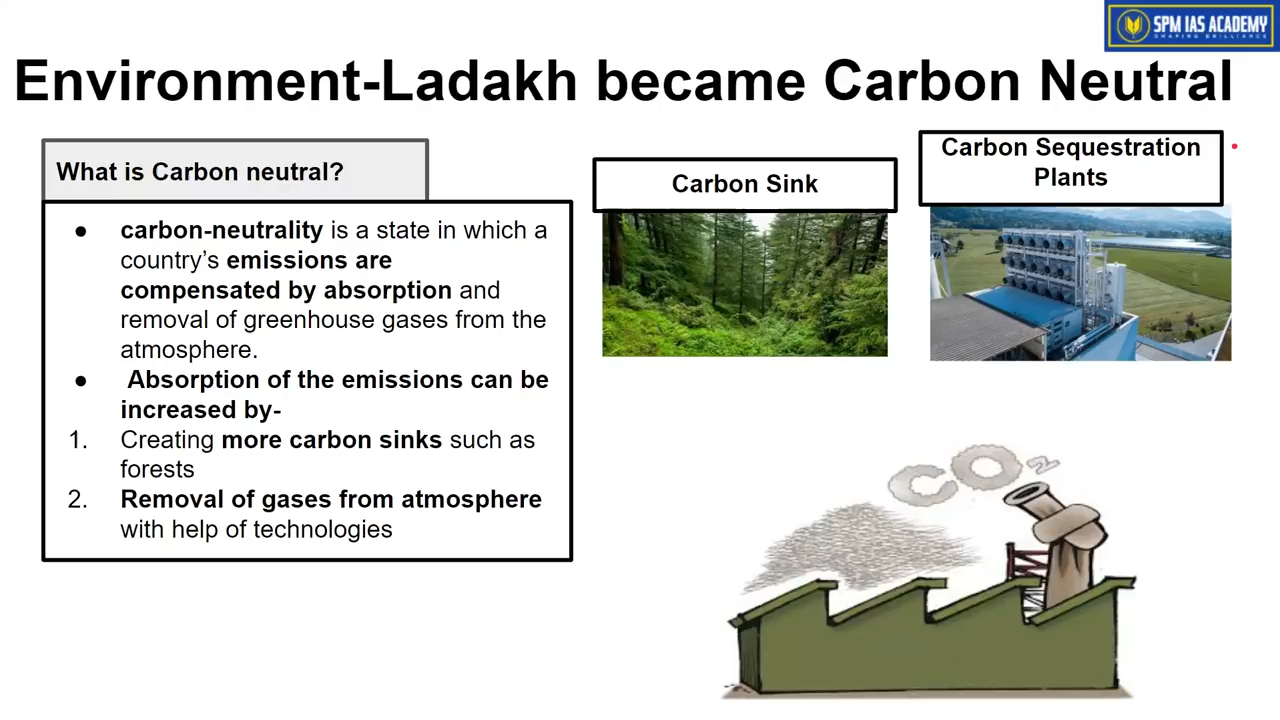 SPM IAS ACADEMY
SHAPING BRILLIANCE
Environment-Ladakh became Carbon Neutral
What is Carbon neutral?
● carbon-neutrality is a state in which a
country’s emissions are
compensated by absorption and
removal of greenhouse gases from the
atmosphere.
● Absorption of the emissions can be
increased by-
1. Creating more carbon sinks such as
forests
2. Removal of gases from atmosphere
with help of technologies
Carbon Sink
Carbon Sequestration
Plants
CO2